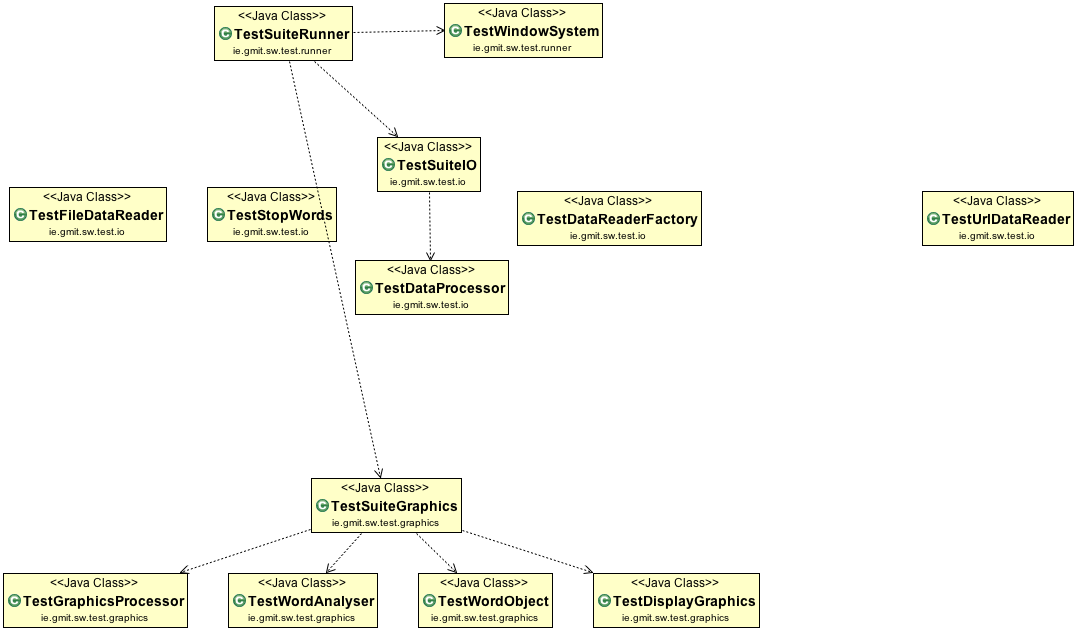 <<Java Class>>
TestSuiteRunner
ie.gmit.sw.test.runner
<<Java Class>>
TestWindowSystem
ie.gmit.sw.test.runner
<<Java Class>>
TestSuiteIO
ie.gmit.sw.test.io
<<Java Class>>
TestFileDataReader
ie.gmit.sw.test.io
<<Java Class>>
TestStopWords
ie.gmit.sw.test.io
<<Java Class>>
TestDataReaderFactory
ie.gmit.sw.test.io
<<Java Class>>
TestUrlDataReader
ie.gmit.sw.test.io
<<Java Class>>
TestDataProcessor
ie.gmit.sw.test.io
<<Java Class>>
TestSuiteGraphics
ie.gmit.sw.test.graphics
<<Java Class>>
TestGraphicsProcessor
ie.gmit.sw.test.graphics
<<Java Class>>
TestWordAnalyser
ie.gmit.sw.test.graphics
<<Java Class>>
TestWordObject
ie.gmit.sw.test.graphics
<<Java Class>>
TestDisplayGraphics
ie.gmit.sw.test.graphics